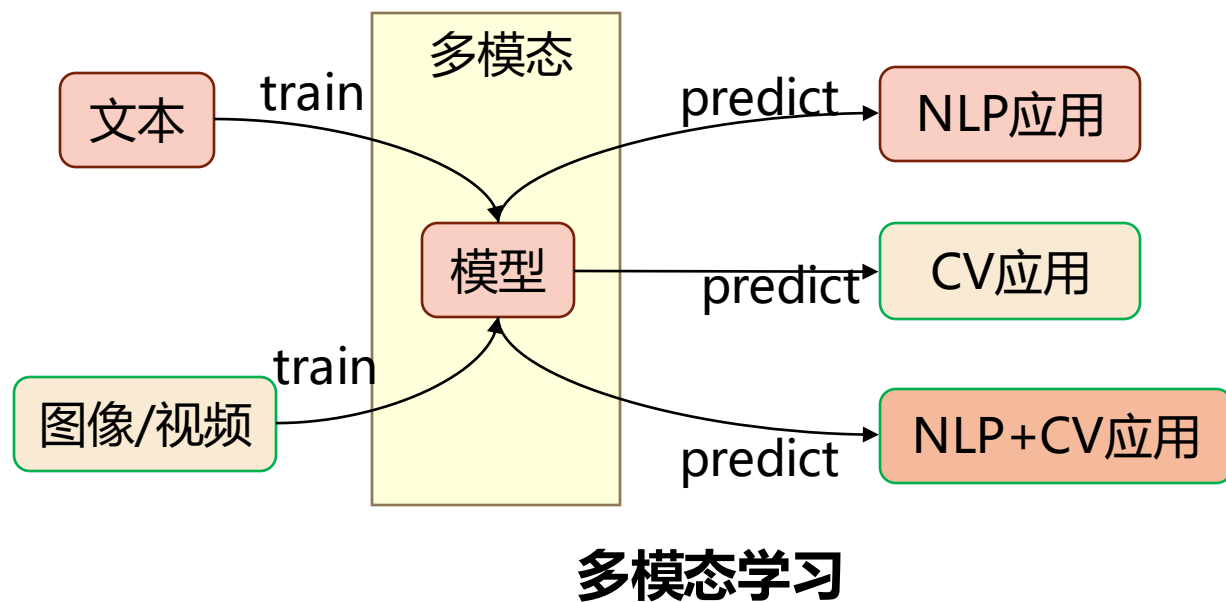 多模态
文本
train
predict
NLP应用
模型
predict
CV应用
图像/视频
train
predict
NLP+CV应用
多模态学习